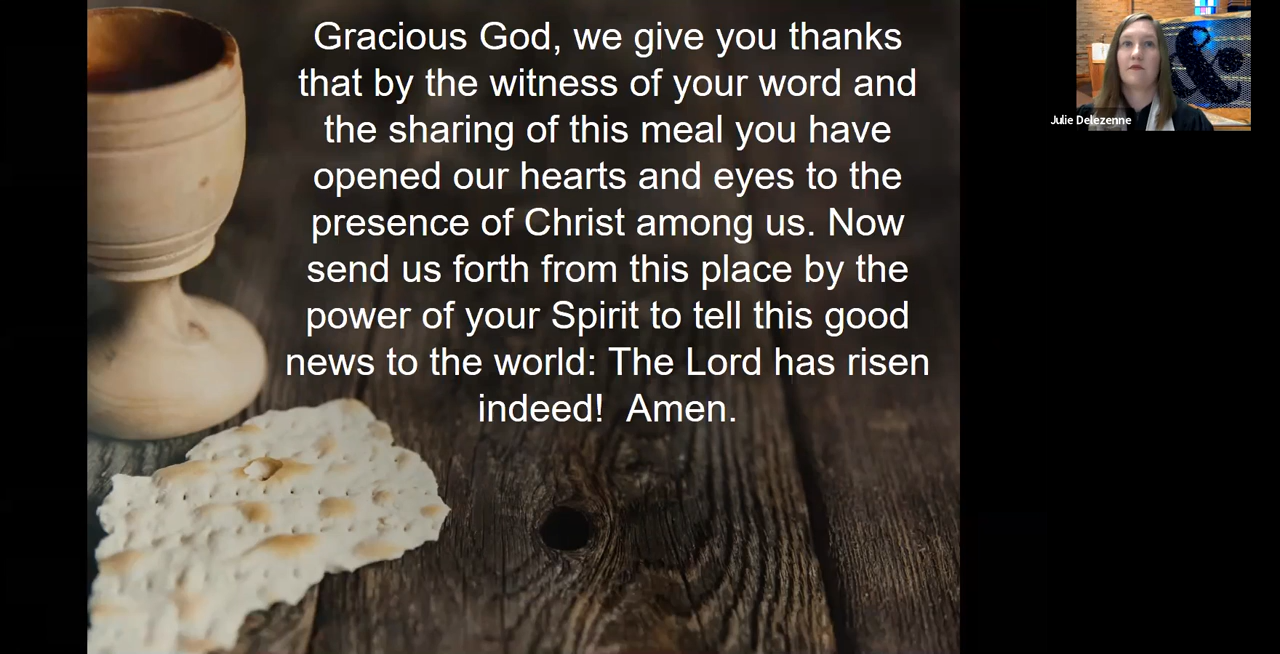 Gracious God, we give you thanks
that by the witness of your word and
the sharing of this meal you have
opened our hearts and eyes to the
presence of Christ among us. Now
send us forth from this place by the
power of your Spirit to tell this good
news to the world: The Lord has risen
indeed!  Amen.
Julie Delezenne